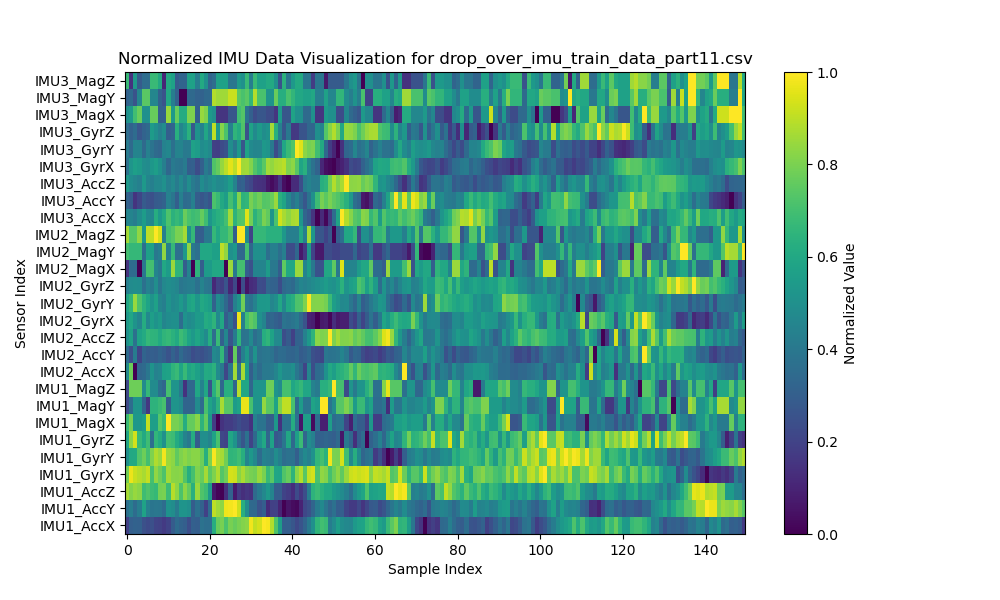 Normalized IMU Data Visualization for drop_over_imu_train_data_part11.csv
IMU3_MagZ
IMU3_MagY
IMU3_MagX
IMU3_GyrZ
IMU3_GyrY
IMU3_GyrX
IMU3_AccZ
IMU3_AccY
IMU3_AccX
IMU2_MagZ
IMU2_MagY
IMU2_MagX
IMU2_GyrZ
IMU2_GyrY
IMU2_GyrX
IMU2_AccZ
IMU2_AccY
IMU2_AccX
IMU1_MagZ
IMU1_MagY
IMU1_MagX
IMU1_GyrZ
IMU1_GyrY
IMU1_GyrX
IMU1_AccZ
IMU1_AccY
IMU1_AccX
Sensor Index
0 20 40 60 80 100 120 140
Sample Index
1.0
0.8
0.6
0.4
0.2
0.0
Normalized Value